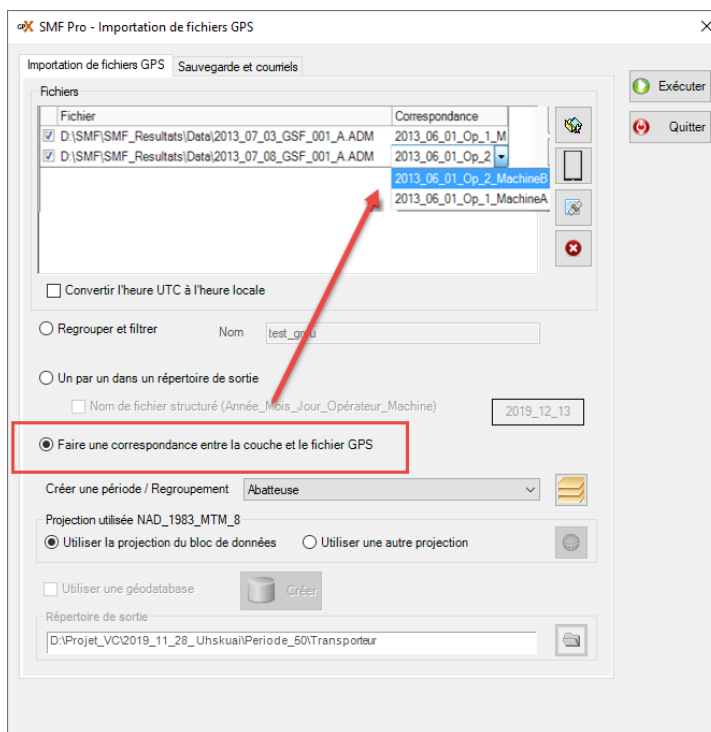 GPX SMF Pro - Importation de fichiers GPS
Importation de fichiers GPS Sauvegarde et courriels
Fichiers
Fichier Correspondance
D:\SMF\SMF_Resultats\Data\2013_07_03_GSF_001_A.ADM 2013_06_01_Op_1_M
D:\SMF\SMF_Resultats\Data\2013_07_08_GSF_001_A.ADM 2013_06_01_Op_2
2013_06_01_Op_2_MachineB
2013_06_01_Op_1_MachineA
Exécuter
Quitter
Convertir l'heure UTC à l'heure locale
Regrouper et filtrer Nom
Un par un dans un répertoire de sortie
Nom de fichier structuré (Année_Mois_Jour_Opérateur_Machine) 2019_12_13
Faire une correspondance entre la couche et le fichier GPS
Créer une période / Regroupement Abatteuse
Projection utilisée NAD_1983_MTM_8
Utiliser la projection du bloc de données Utiliser une autre projection
Utiliser une géodatabase Créer
Répertoire de sortie
D:\Projet_VC\2019_11_28_Uhskuai\Periode_50\Transporteur